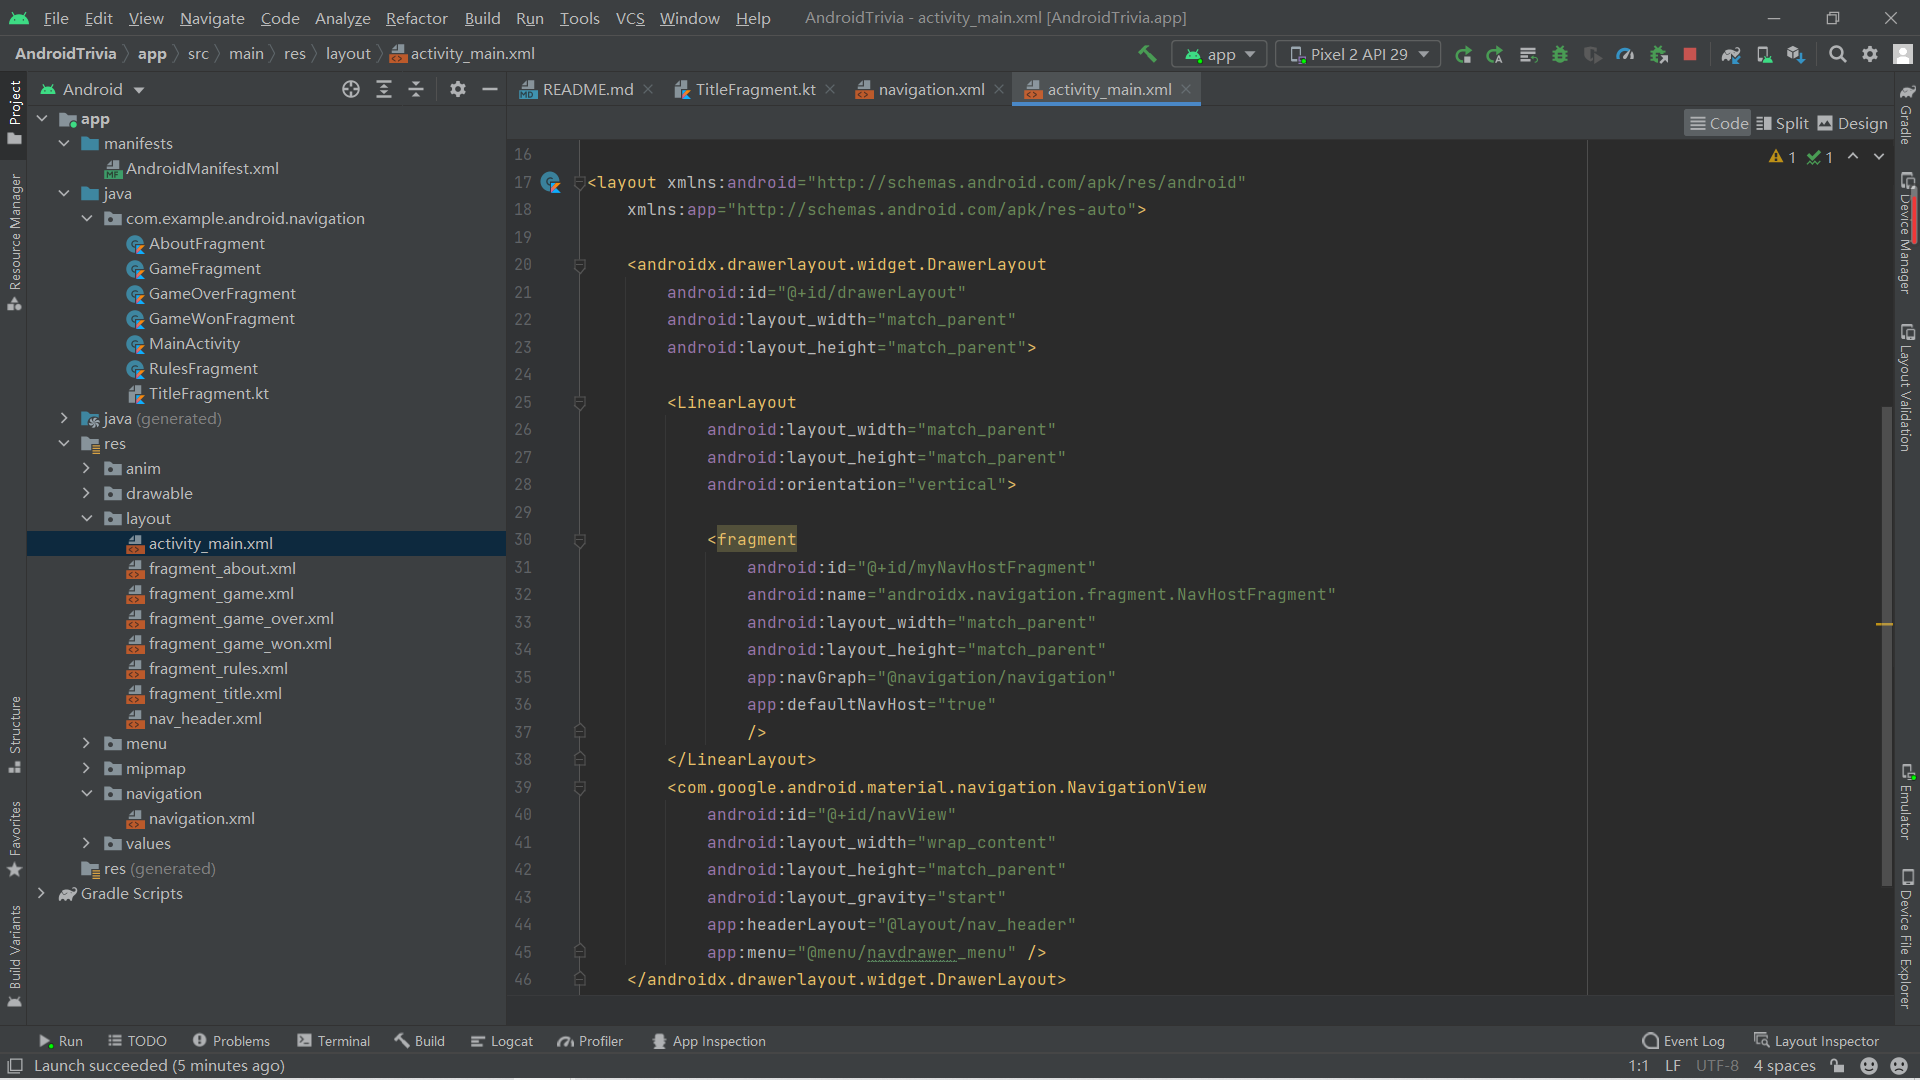 File Edit View Navigate Code Analyze Refactor Build Run Tools VCS Window Help AndroidTrivia - activity_main.xml [AndroidTrivia.app]
AndroidTrivia app src main res layout activity_main.xml app Pixel 2 API 29
Project
Resource Manager
Structure
Favorites
Build Variants
Android
app
manifests
AndroidManifest.xml
java
com.example.android.navigation
AboutFragment
GameFragment
GameOverFragment
GameWonFragment
MainActivity
RulesFragment
TitleFragment.kt
java (generated)
res
anim
drawable
layout
activity_main.xml
fragment_about.xml
fragment_game.xml
fragment_game_over.xml
fragment_game_won.xml
fragment_rules.xml
fragment_title.xml
nav_header.xml
menu
mipmap
navigation
navigation.xml
values
res (generated)
Gradle Scripts
README.md TitleFragment.kt navigation.xml activity_main.xml
Code Split Design
1 1
16
17 <layout xmlns:android="http://schemas.android.com/apk/res/android"
18 xmlns:app="http://schemas.android.com/apk/res-auto">
19
20 <androidx.drawerlayout.widget.DrawerLayout
21 android:id="@+id/drawerLayout"
22 android:layout_width="match_parent"
23 android:layout_height="match_parent">
24
25 <LinearLayout
26 android:layout_width="match_parent"
27 android:layout_height="match_parent"
28 android:orientation="vertical">
29
30 <fragment
31 android:id="@+id/myNavHostFragment"
32 android:name="androidx.navigation.fragment.NavHostFragment"
33 android:layout_width="match_parent"
34 android:layout_height="match_parent"
35 app:navGraph="@navigation/navigation"
36 app:defaultNavHost="true"
37 />
38 </LinearLayout>
39 <com.google.android.material.navigation.NavigationView
40 android:id="@+id/navView"
41 android:layout_width="wrap_content"
42 android:layout_height="match_parent"
43 android:layout_gravity="start"
44 app:headerLayout="@layout/nav_header"
45 app:menu="@menu/navdrawer_menu" />
46 </androidx.drawerlayout.widget.DrawerLayout>
Gradle
Device Manager
Layout Validation
Emulator
Device File Explorer
Run TODO Problems Terminal Build Logcat Profiler App Inspection Event Log Layout Inspector
Launch succeeded (5 minutes ago) 1:1 LF UTF-8 4 spaces